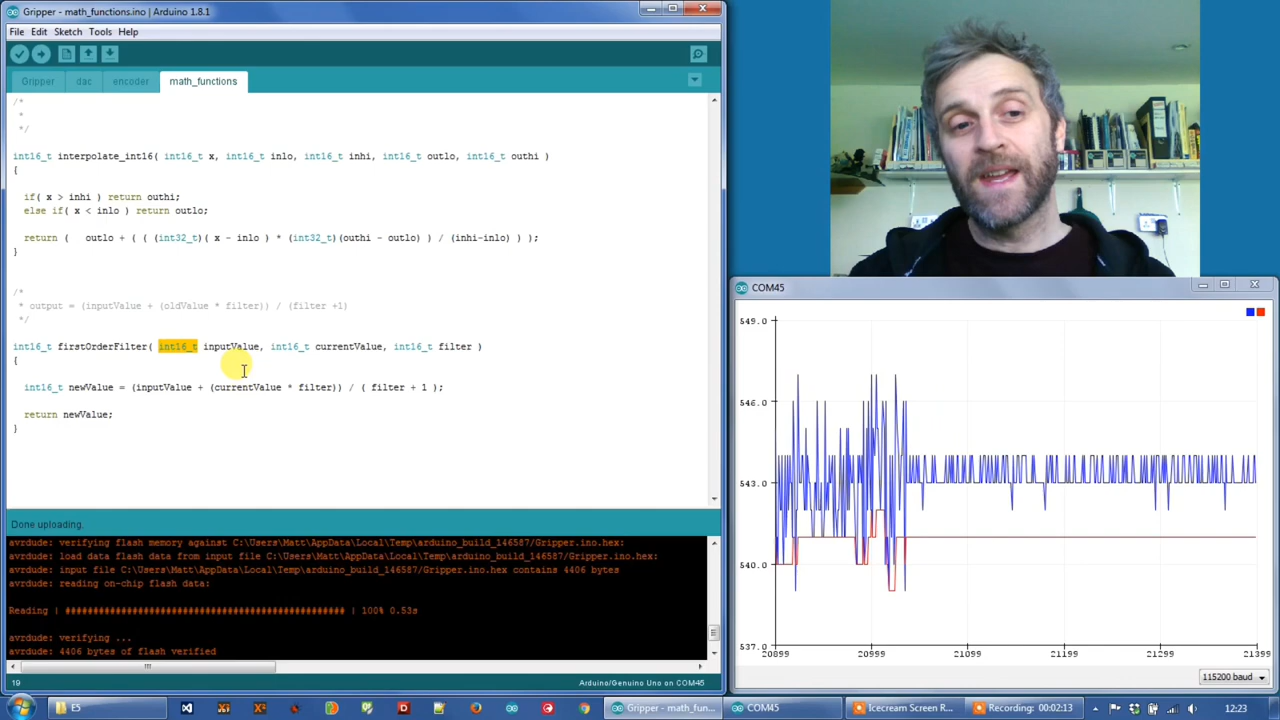 Gripper - math_functions.ino | Arduino 1.8.1
File Edit Sketch Tools Help
Gripper dac encoder math_functions
/*
*
*/
int16_t interpolate_int16( int16_t x, int16_t inlo, int16_t inhi, int16_t outlo, int16_t outhi )
{
if( x > inhi ) return outhi;
else if( x < inlo ) return outlo;
return ( outlo + ( ( (int32_t)( x - inlo ) * (int32_t)(outhi - outlo) ) / (inhi-inlo) ) );
}
/*
* output = (inputValue + (oldValue * filter)) / (filter +1)
*/
int16_t firstOrderFilter( int16_t inputValue, int16_t currentValue, int16_t filter )
{
int16_t newValue = (inputValue + (currentValue * filter)) / ( filter + 1 );
return newValue;
}
Done uploading.
avrdude: verifying flash memory against C:\Users\Matt\AppData\Local\Temp\arduino_build_146587/Gripper.ino.hex:
avrdude: load data flash data from input file C:\Users\Matt\AppData\Local\Temp\arduino_build_146587/Gripper.ino.hex:
avrdude: input file C:\Users\Matt\AppData\Local\Temp\arduino_build_146587/Gripper.ino.hex contains 4406 bytes
avrdude: reading on-chip flash data:
Reading | ################################################## | 100% 0.53s
avrdude: verifying ...
avrdude: 4406 bytes of flash verified
19
Arduino/Genuino Uno on COM45
COM45
549.0
546.0
543.0
540.0
537.0
20899 20999 21099 21199 21299 21399
115200 baud
E5
Gripper - math_fu...
COM45
Icecream Screen R...
Recording: 00:02:13
12:23